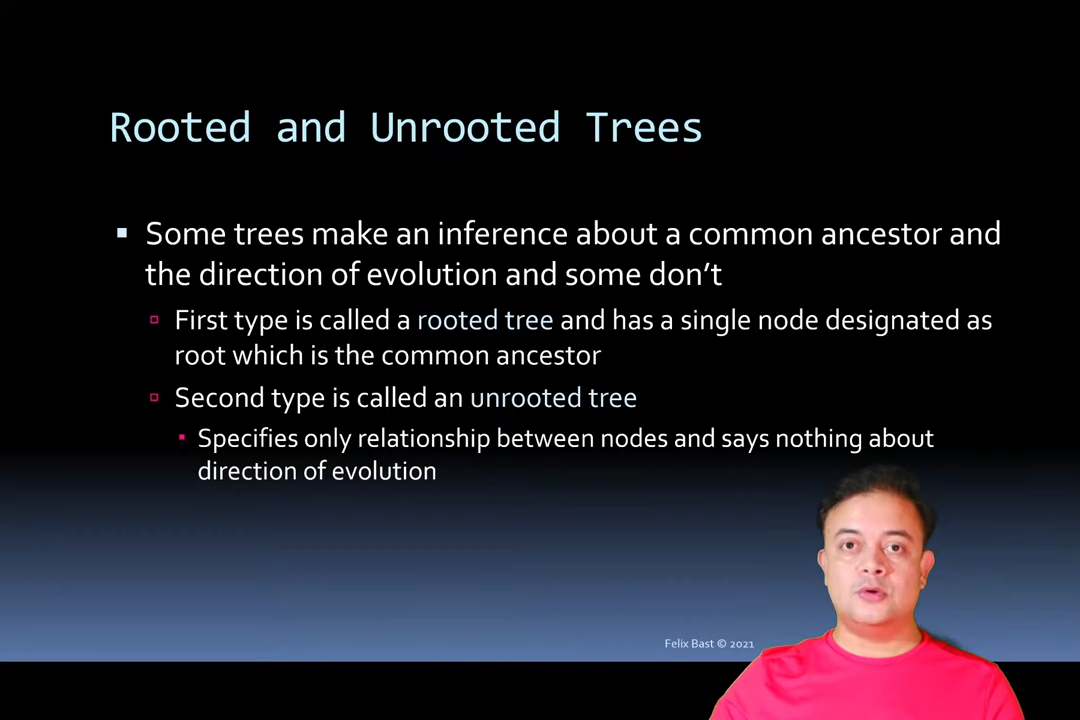 Rooted and Unrooted Trees
Some trees make an inference about a common ancestor and
the direction of evolution and some don’t
First type is called a rooted tree and has a single node designated as
root which is the common ancestor
Second type is called an unrooted tree
Specifies only relationship between nodes and says nothing about
direction of evolution
Felix Bast © 2021